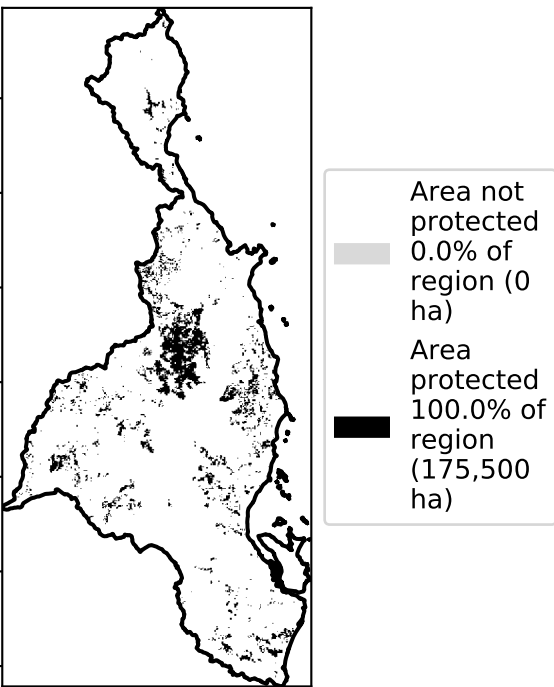 Area not
protected
0.0% of
region (0
ha)
Area
protected
100.0% of
region
(175,500
ha)